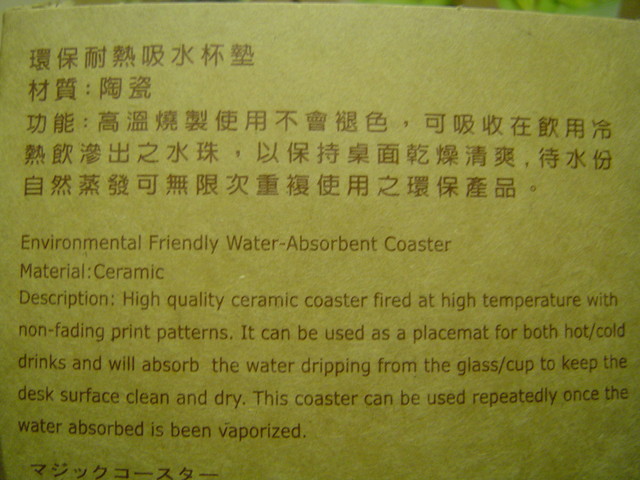 環保耐熱吸水杯墊
材質：陶瓷
功能：高溫燒製使用不會褪色，可吸收在飲用冷
熱飲滲出之水珠，以保持桌面乾燥清爽，待水份
自然蒸發可無限次重複使用之環保產品。
Environmental Friendly Water-Absorbent Coaster
Material:Ceramic
Description: High quality ceramic coaster fired at high temperature with
non-fading print patterns. It can be used as a placemat for both hot/cold
drinks and will absorb the water dripping from the glass/cup to keep the
desk surface clean and dry. This coaster can be used repeatedly once the
water absorbed is been vaporized.
マジックコースター